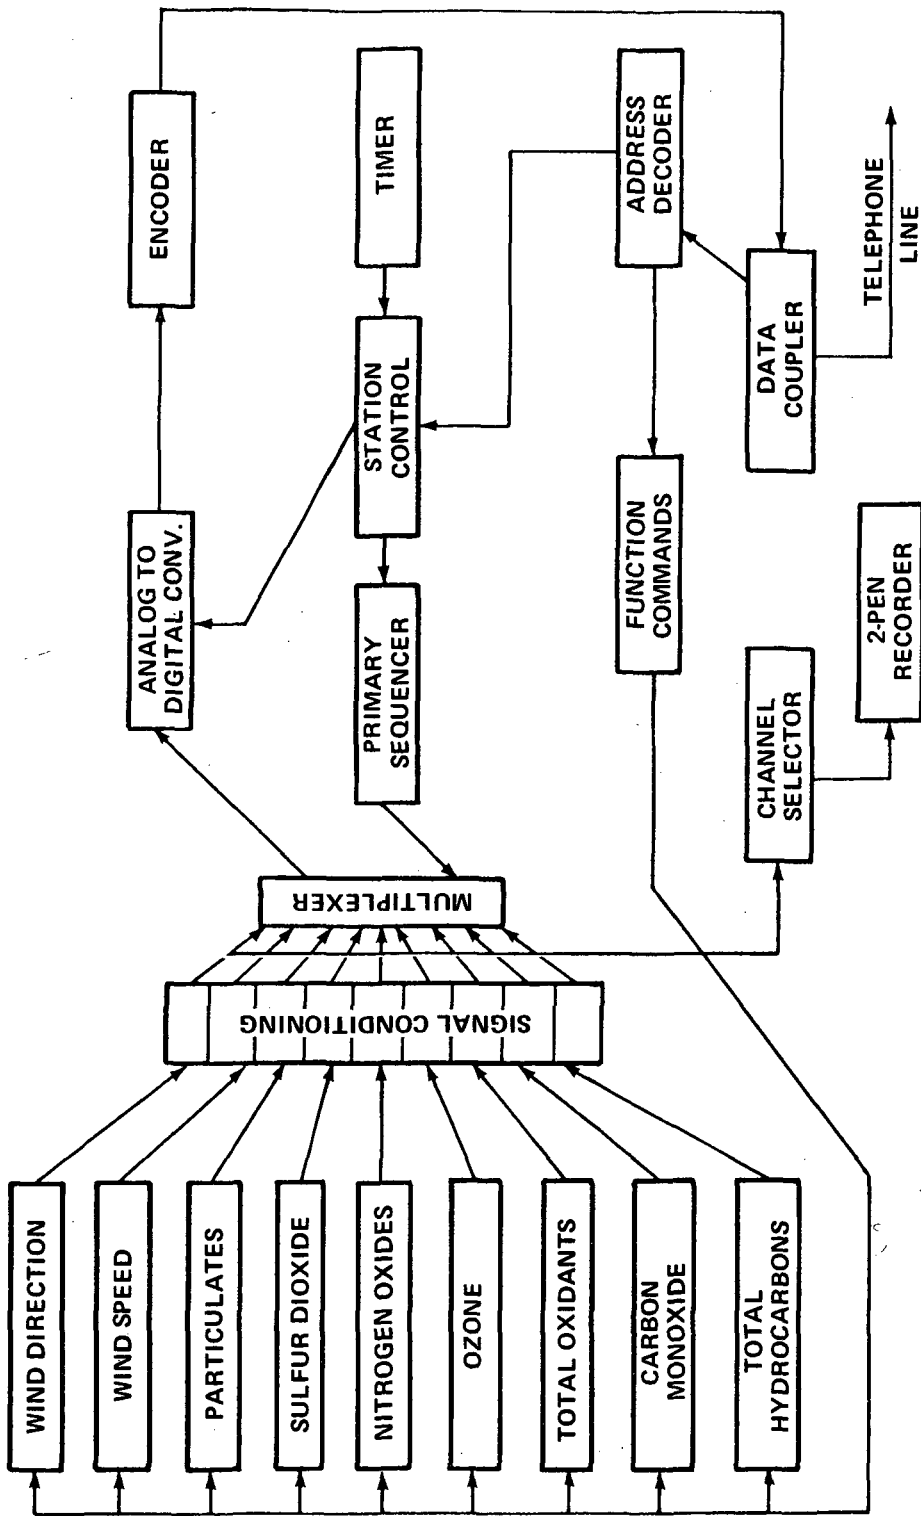 WIND DIRECTION
WIND SPEED
PARTICULATES
SULFUR DIOXIDE
NITROGEN OXIDES
OZONE
TOTAL OXIDANTS
CARBON
MONOXIDE
TOTAL
HYDROCARBONS
SIGNAL CONDITIONING
MULTIPLEXER
ANALOG TO
DIGITAL CONV.
ENCODER
PRIMARY
SEQUENCER
STATION
CONTROL
TIMER
FUNCTION
COMMANDS
ADDRESS
DECODER
CHANNEL
SELECTOR
DATA
COUPLER
2-PEN
RECORDER
TELEPHONE
LINE